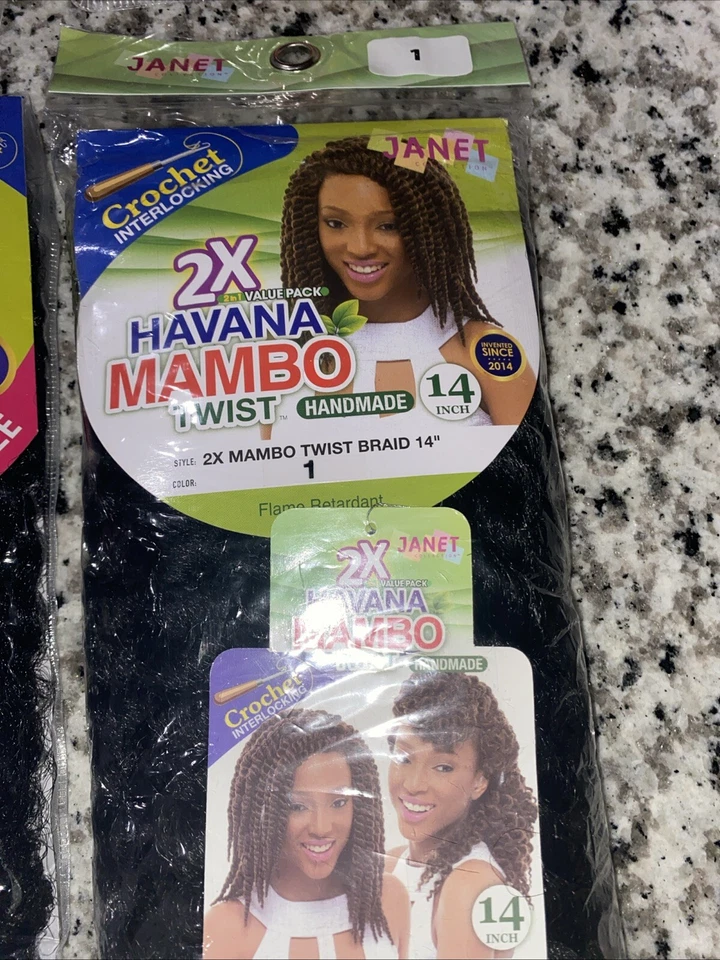 JANET
1
JANET
Crochet
INTERLOCKING
2X
2in1 VALUE PACK
HAVANA
MAMBO
TWIST™
HANDMADE
14
INCH
INVENTED
SINCE
2014
STYLE: 2X MAMBO TWIST BRAID 14"
COLOR: 1
Flame Retardant
2X
JANET
VALUE PACK
HAVANA
MAMBO
HANDMADE
Crochet
INTERLOCKING
14
INCH